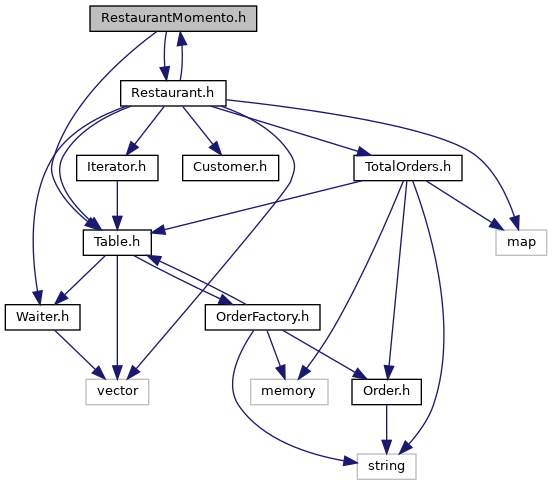 RestaurantMomento.h
Restaurant.h
Iterator.h
Customer.h
TotalOrders.h
Table.h
map
Waiter.h
OrderFactory.h
vector
memory
Order.h
string